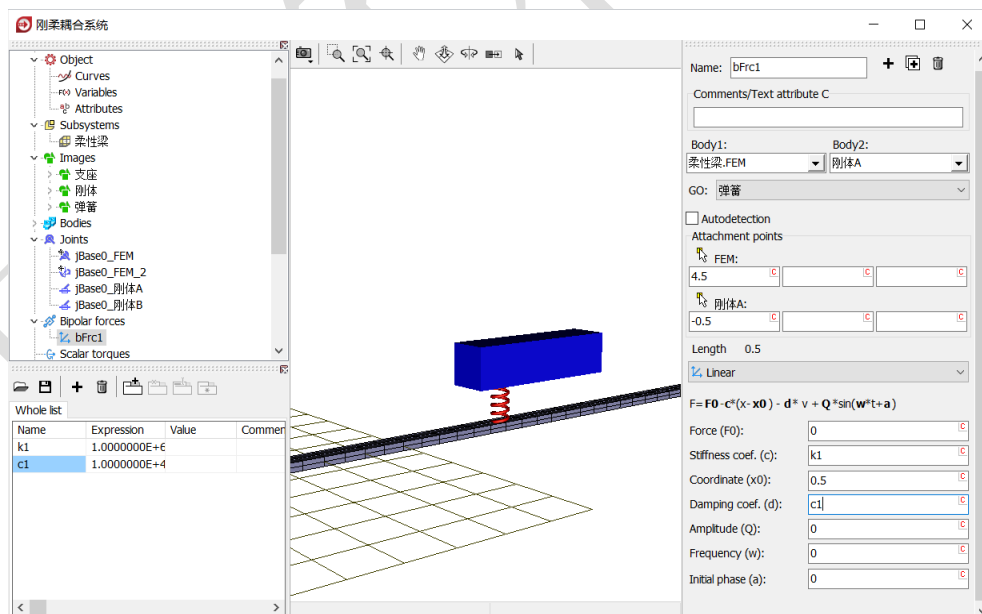 刚柔耦合系统
Object
Curves
F(x) Variables
Attributes
Subsystems
柔性梁
Images
支座
刚体
弹簧
Bodies
Joints
jBase0_FEM
jBase0_FEM_2
jBase0_刚体A
jBase0_刚体B
Bipolar forces
bFrc1
Scalar torques
Whole list
Name Expression Value Commen
k1 1.0000000E+6
c1 1.0000000E+4
Name: bFrc1
Comments/Text attribute C
Body1: Body2:
柔性梁.FEM 刚体A
GO: 弹簧
Autodetection
Attachment points
FEM:
4.5 C C C
刚体A:
-0.5 C C C
Length 0.5
Linear
F=F0-c*(x-x0) - d* v + Q*sin(w*t+a)
Force (F0): 0 C
Stiffness coef. (c): k1 C
Coordinate (x0): 0.5 C
Damping coef. (d): c1 C
Amplitude (Q): 0 C
Frequency (w): 0 C
Initial phase (a): 0 C